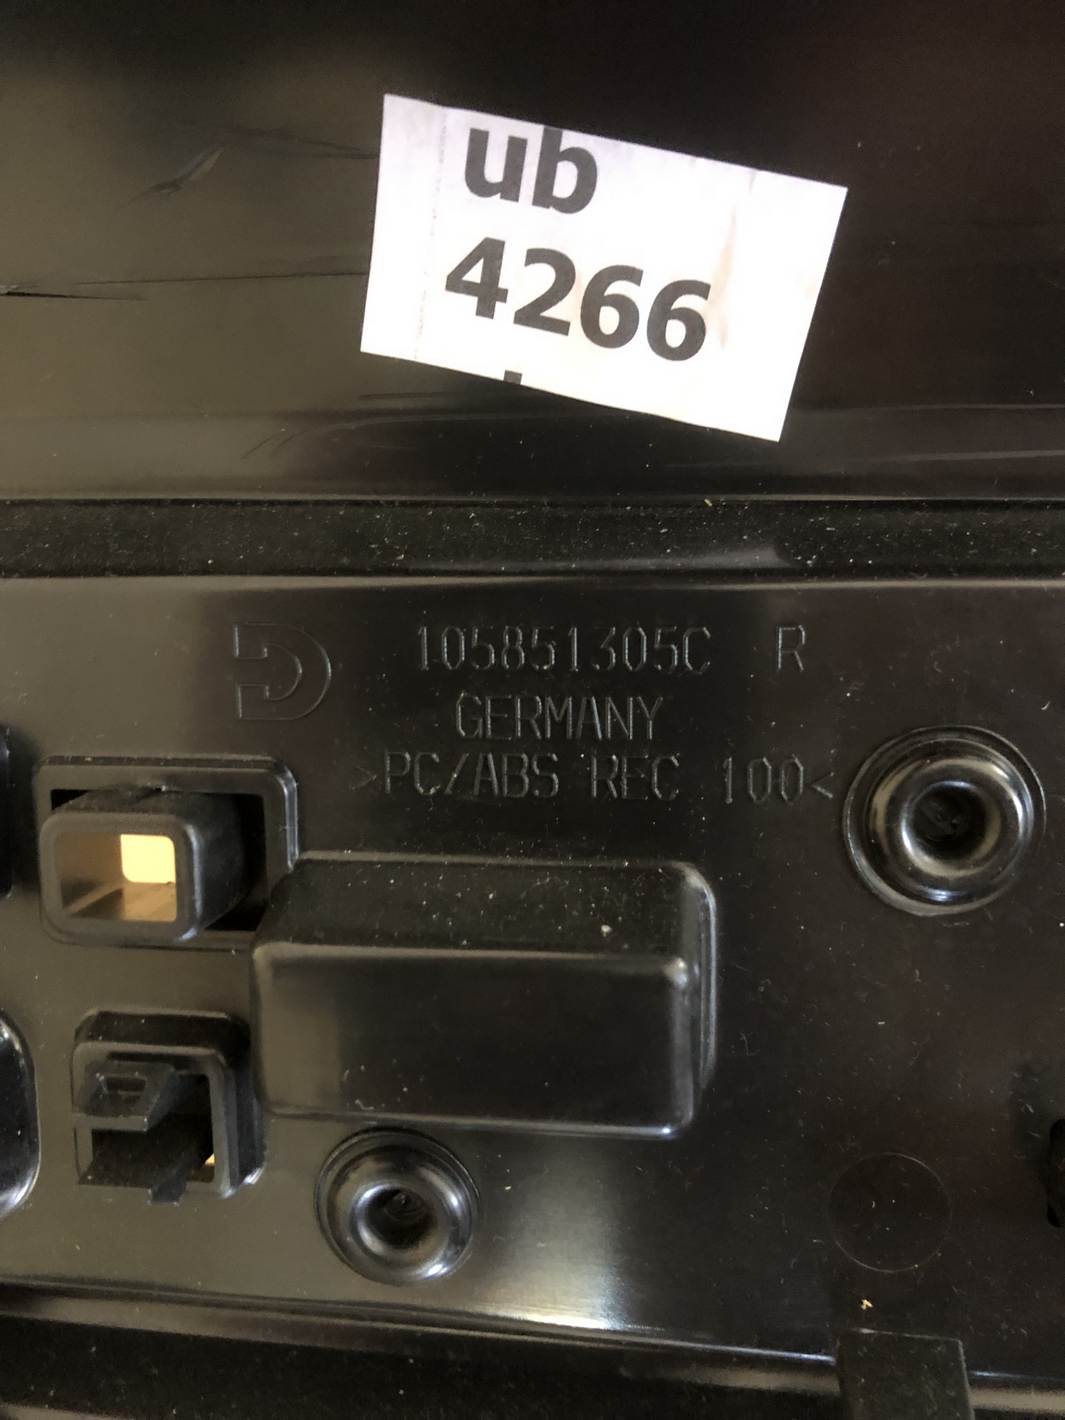 ub
4266
105851305C R
GERMANY
>PC/ABS REC 100<